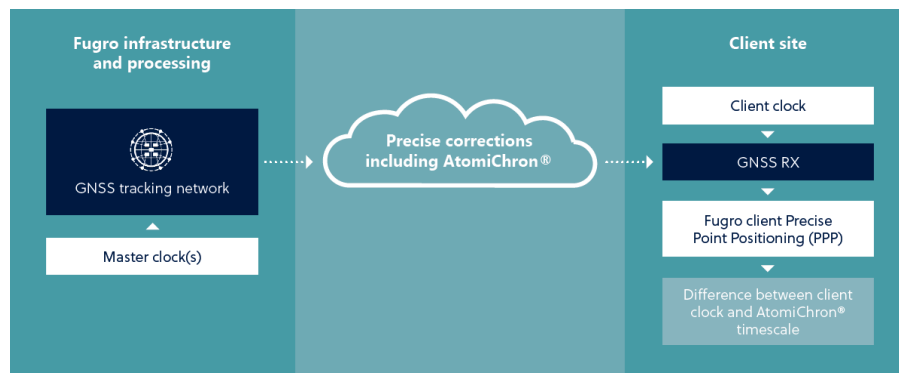 Fugro infrastructure
and processing
GNSS tracking network
Master clock(s)
Precise corrections
including AtomiChron®
Client site
Client clock
GNSS RX
Fugro client Precise
Point Positioning (PPP)
Difference between client
clock and AtomiChron®
timescale